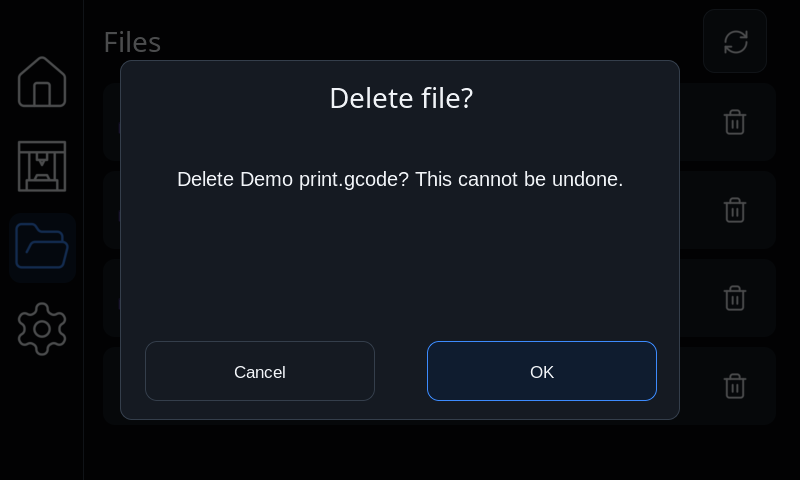 Files
Delete file?
Delete Demo print.gcode? This cannot be undone.
Cancel
OK